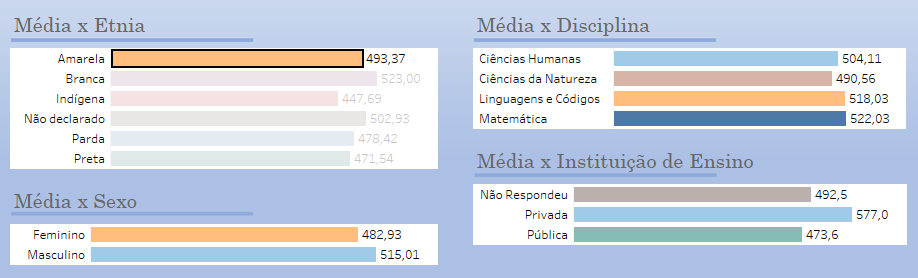 Média x Etnia
Amarela 493,37
Branca 523,00
Indígena 447,69
Não declarado 502,93
Parda 478,42
Preta 471,54
Média x Sexo
Feminino 482,93
Masculino 515,01
Média x Disciplina
Ciências Humanas 504,11
Ciências da Natureza 490,56
Linguagens e Códigos 518,03
Matemática 522,03
Média x Instituição de Ensino
Não Respondeu 492,5
Privada 577,0
Pública 473,6